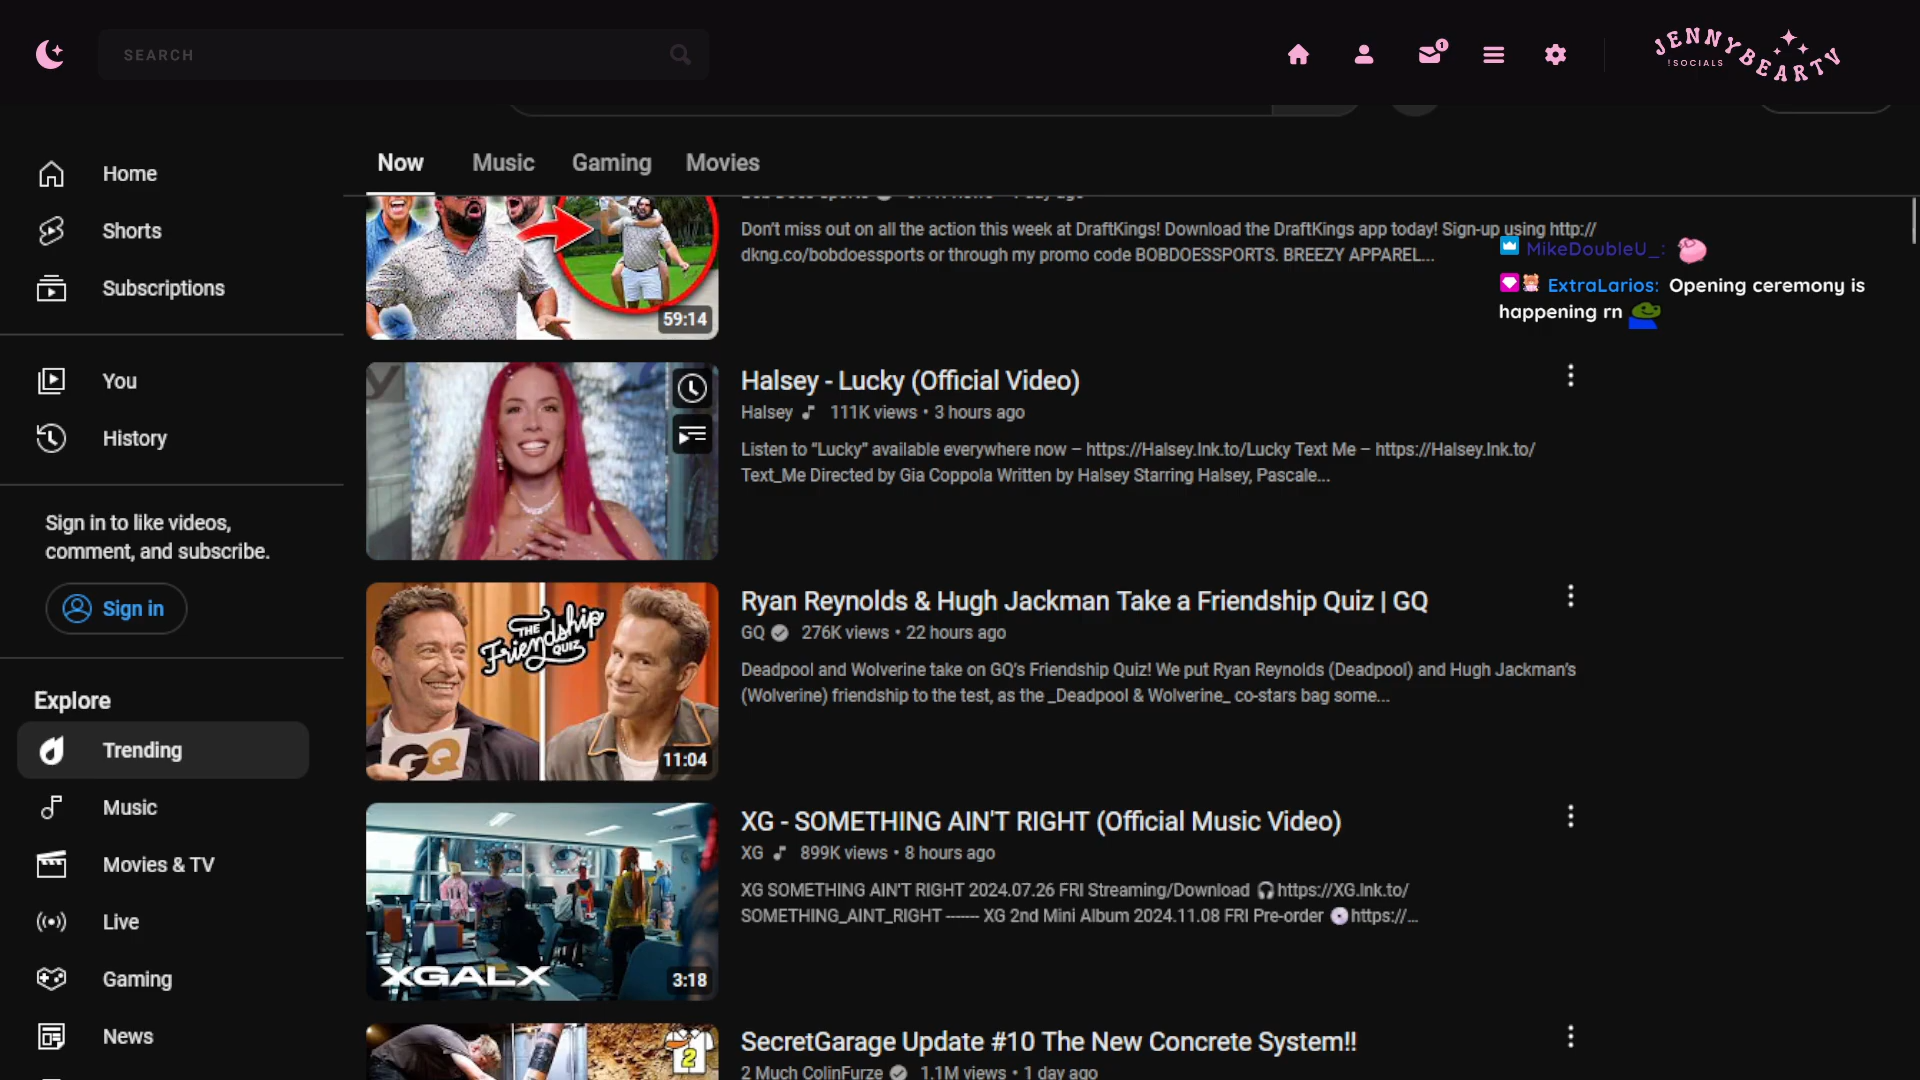 SEARCH
JENNYBEARTV
!SOCIALS
Now
Music
Gaming
Movies
Home
Shorts
Subscriptions
You
History
Sign in to like videos,
comment, and subscribe.
Sign in
Explore
Trending
Music
Movies & TV
Live
Gaming
News
Don't miss out on all the action this week at DraftKings! Download the DraftKings app today! Sign-up using http://
dkng.co/bobdoessports or through my promo code BOBDOESSPORTS. BREEZY APPAREL...
59:14
MikeDoubleU_:
ExtraLarios: Opening ceremony is
happening rn
Halsey - Lucky (Official Video)
Halsey 111K views • 3 hours ago
Listen to “Lucky” available everywhere now – https://Halsey.lnk.to/Lucky Text Me – https://Halsey.lnk.to/
Text_Me Directed by Gia Coppola Written by Halsey Starring Halsey, Pascale...
THE
Friendship
QUIZ
GQ
11:04
Ryan Reynolds & Hugh Jackman Take a Friendship Quiz | GQ
GQ 276K views • 22 hours ago
Deadpool and Wolverine take on GQ's Friendship Quiz! We put Ryan Reynolds (Deadpool) and Hugh Jackman's
(Wolverine) friendship to the test, as the _Deadpool & Wolverine_ co-stars bag some...
XGALX
3:18
XG - SOMETHING AIN'T RIGHT (Official Music Video)
XG 899K views • 8 hours ago
XG SOMETHING AIN'T RIGHT 2024.07.26 FRI Streaming/Download 🎧https://XG.lnk.to/
SOMETHING_AINT_RIGHT ------- XG 2nd Mini Album 2024.11.08 FRI Pre-order 💿https://...
2
SecretGarage Update #10 The New Concrete System!!
2 Much ColinFurze 1.1M views • 1 day ago